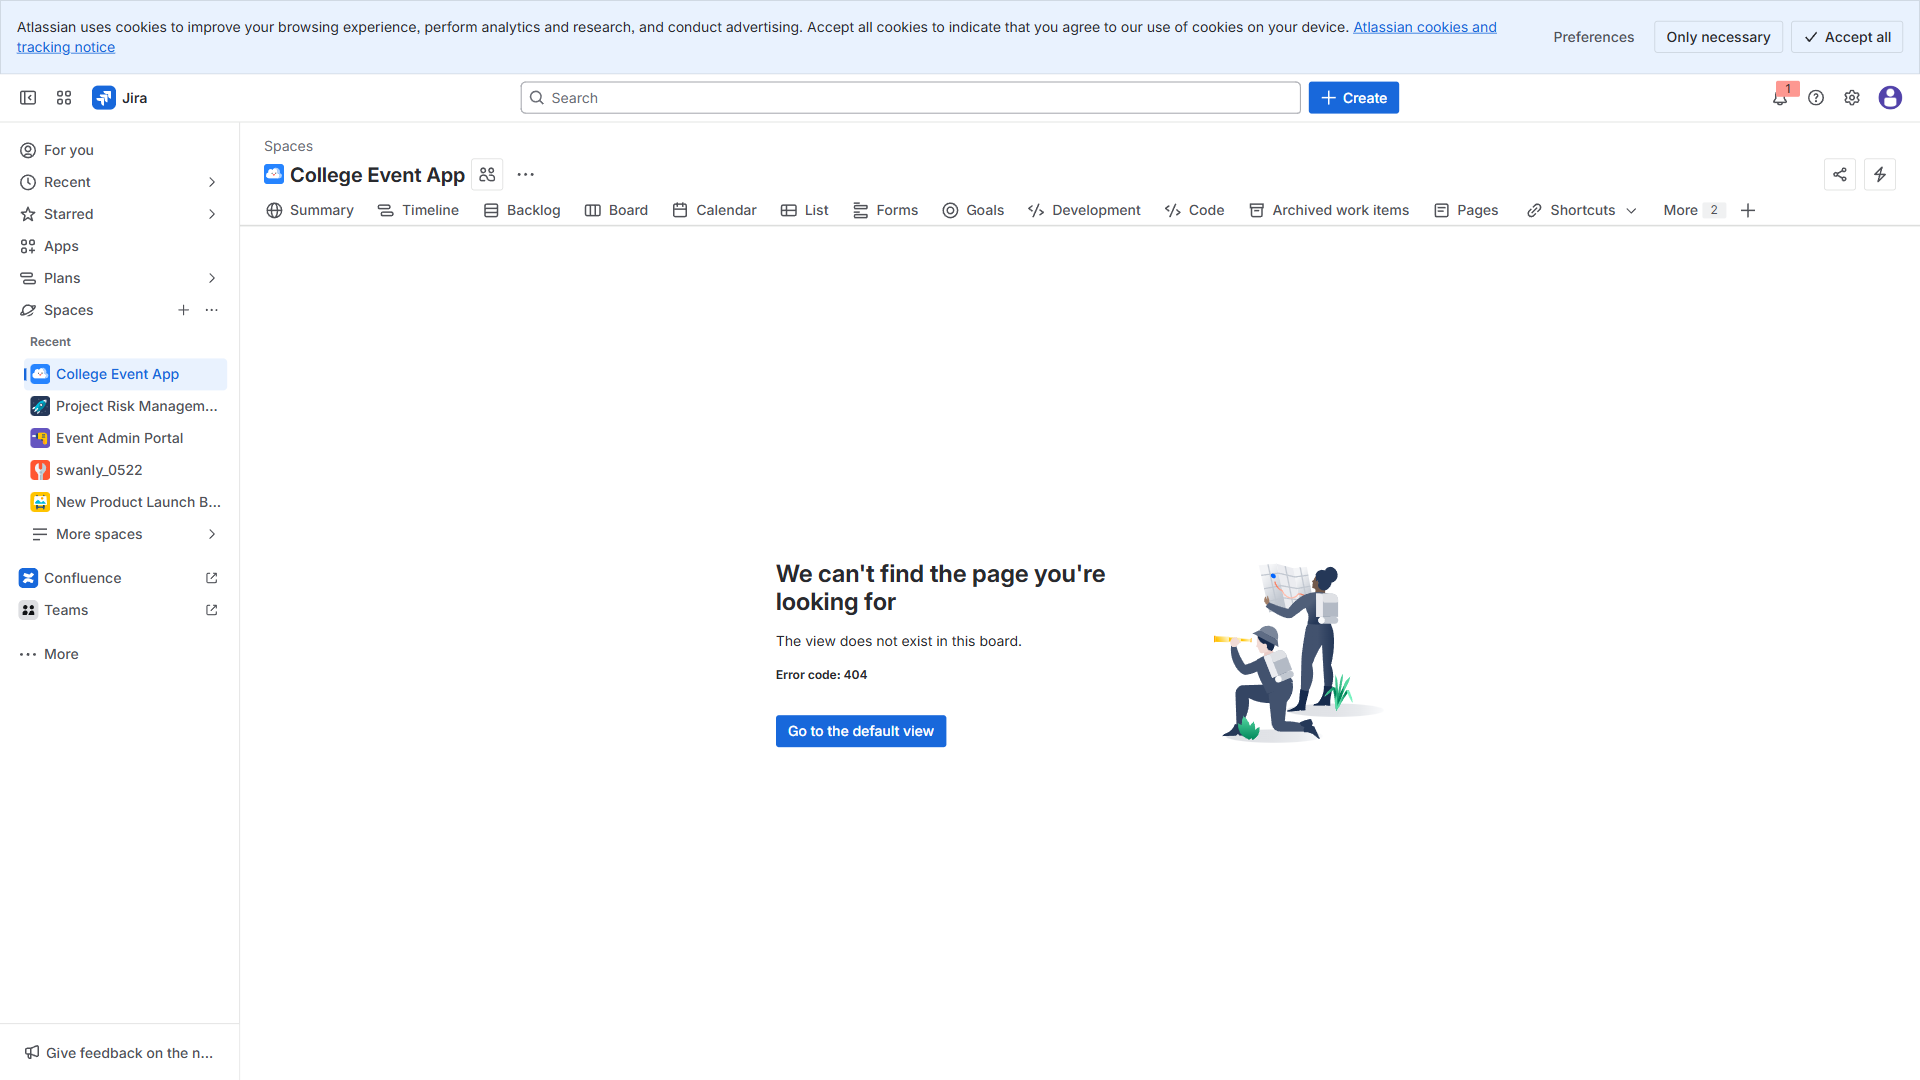 Atlassian uses cookies to improve your browsing experience, perform analytics and research, and conduct advertising. Accept all cookies to indicate that you agree to our use of cookies on your device. Atlassian cookies and
tracking notice
Preferences
Only necessary
Accept all
Jira
Search
Create
1
For you
Recent
Starred
Apps
Plans
Spaces
Recent
College Event App
Project Risk Managem...
Event Admin Portal
swanly_0522
New Product Launch B...
More spaces
Confluence
Teams
More
Give feedback on the n...
Spaces
College Event App
Summary
Timeline
Backlog
Board
Calendar
List
Forms
Goals
Development
Code
Archived work items
Pages
Shortcuts
More 2
We can't find the page you're
looking for
The view does not exist in this board.
Error code: 404
Go to the default view